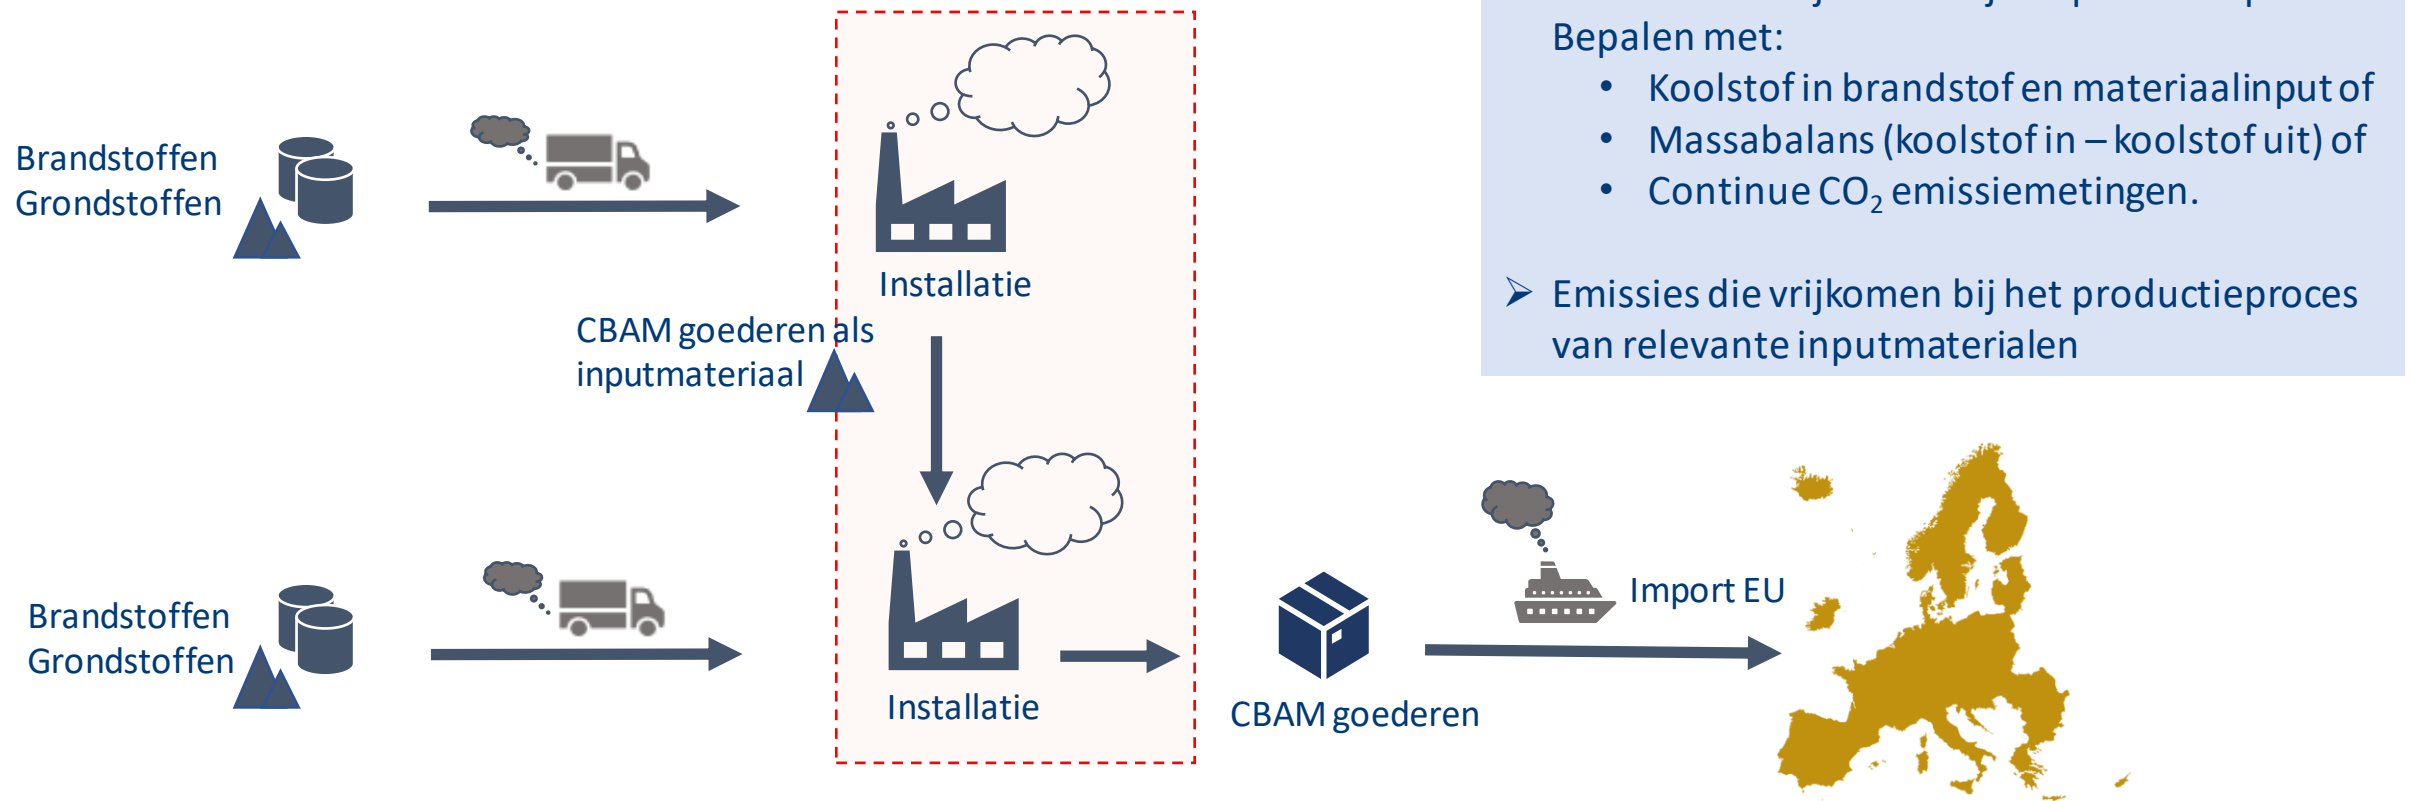 Bepalen met:
• Koolstof in brandstof en materiaalinput of
• Massabalans (koolstof in – koolstof uit) of
• Continue CO₂ emissiemetingen.
➢ Emissies die vrijkomen bij het productieproces
van relevante inputmaterialen
Brandstoffen
Grondstoffen
Installatie
CBAM goederen als
inputmateriaal
Brandstoffen
Grondstoffen
Installatie
CBAM goederen
Import EU